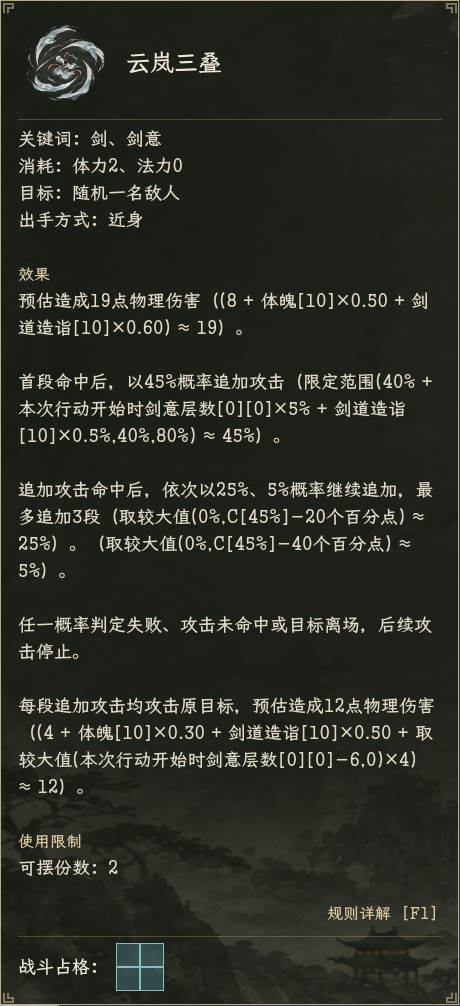 云岚三叠
关键词：剑、剑意
消耗：体力2、法力0
目标：随机一名敌人
出手方式：近身
效果
预估造成19点物理伤害（(8 + 体魄[10]×0.50 + 剑
道造诣[10]×0.60) ≈ 19）。
首段命中后，以45%概率追加攻击（限定范围(40% +
本次行动开始时剑意层数[0][0]×5% + 剑道造诣
[10]×0.5%,40%,80%) ≈ 45%）。
追加攻击命中后，依次以25%、5%概率继续追加，最
多追加3段（取较大值(0%,C[45%]−20个百分点) ≈
25%）。（取较大值(0%,C[45%]−40个百分点) ≈
5%）。
任一概率判定失败、攻击未命中或目标离场，后续攻
击停止。
每段追加攻击均攻击原目标，预估造成12点物理伤害
（(4 + 体魄[10]×0.30 + 剑道造诣[10]×0.50 + 取
较大值(本次行动开始时剑意层数[0][0]−6,0)×4)
≈ 12）。
使用限制
可摆份数：2
规则详解 [F1]
战斗占格：